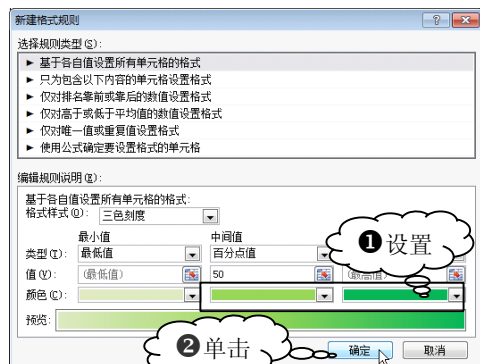 新建格式规则
选择规则类型(S):
► 基于各自值设置所有单元格的格式
► 只为包含以下内容的单元格设置格式
► 仅对排名靠前或靠后的数值设置格式
► 仅对高于或低于平均值的数值设置格式
► 仅对唯一值或重复值设置格式
► 使用公式确定要设置格式的单元格
编辑规则说明(E):
基于各自值设置所有单元格的格式:
格式样式(O): 三色刻度
最小值 中间值
类型(T): 最低值 百分点值
❶设置
值(V): (最低值) 50 (最高值)
颜色(C):
预览:
❷单击 确定 取消